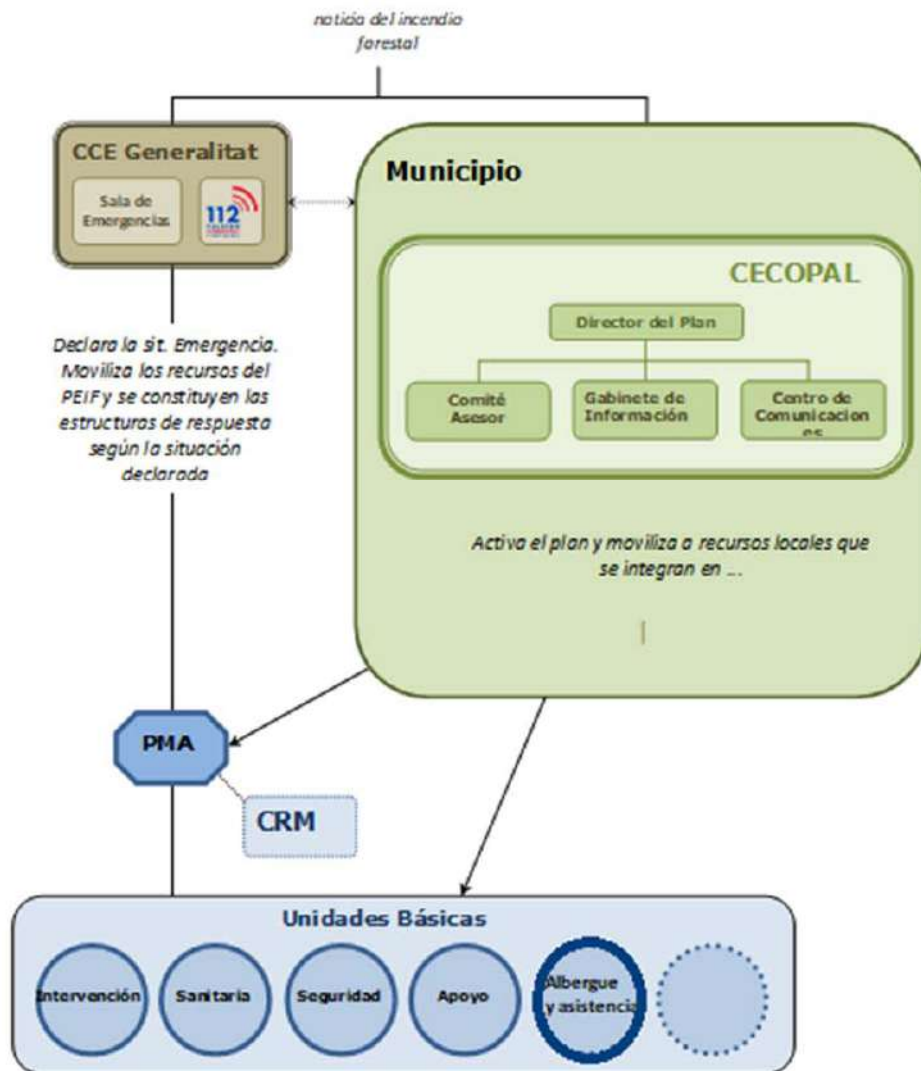 noticia del incendio
forestal
CCE Generalitat
Sala de
Emergencias
112
Municipio
CECOPAL
Director del Plan
Comité
Asesor
Gabinete de
Información
Centro de
Comunicacion
es
Declara la sit. Emergencia.
Moviliza los recursos del
PEIF y se constituyen las
estructuras de respuesta
según la situación
declarada
Activa el plan y moviliza a recursos locales que
se integran en ...
PMA
CRM
Unidades Básicas
Intervención
Sanitaria
Seguridad
Apoyo
Albergue
y asistencia